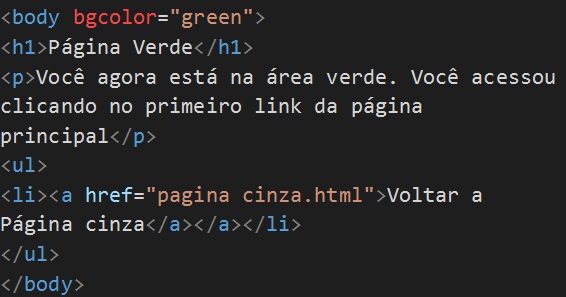 <body bgcolor="green">
<h1>Página Verde</h1>
<p>Você agora está na área verde. Você acessou
clicando no primeiro link da página
principal</p>
<ul>
<li><a href="pagina cinza.html">Voltar a
Página cinza</a></a></li>
</ul>
</body>